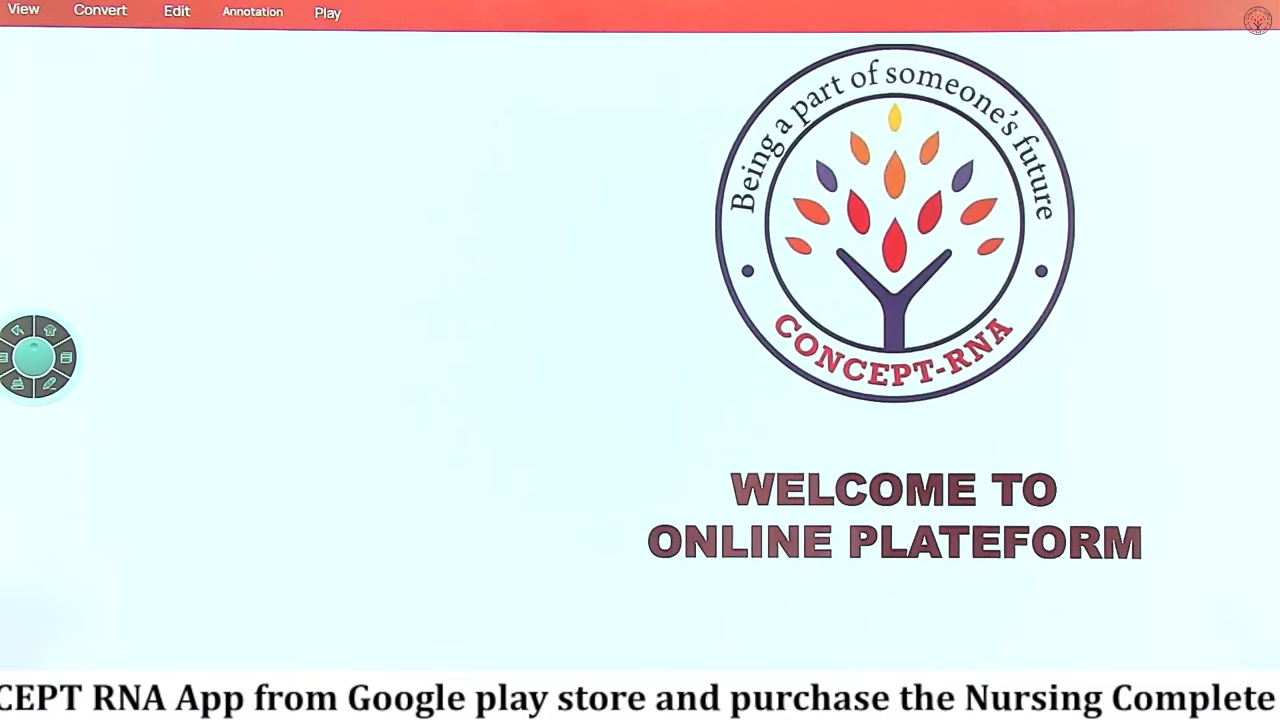 View Convert Edit Annotation Play
Being a part of someone's future
CONCEPT-RNA
WELCOME TO
ONLINE PLATEFORM
CEPT RNA App from Google play store and purchase the Nursing Complete